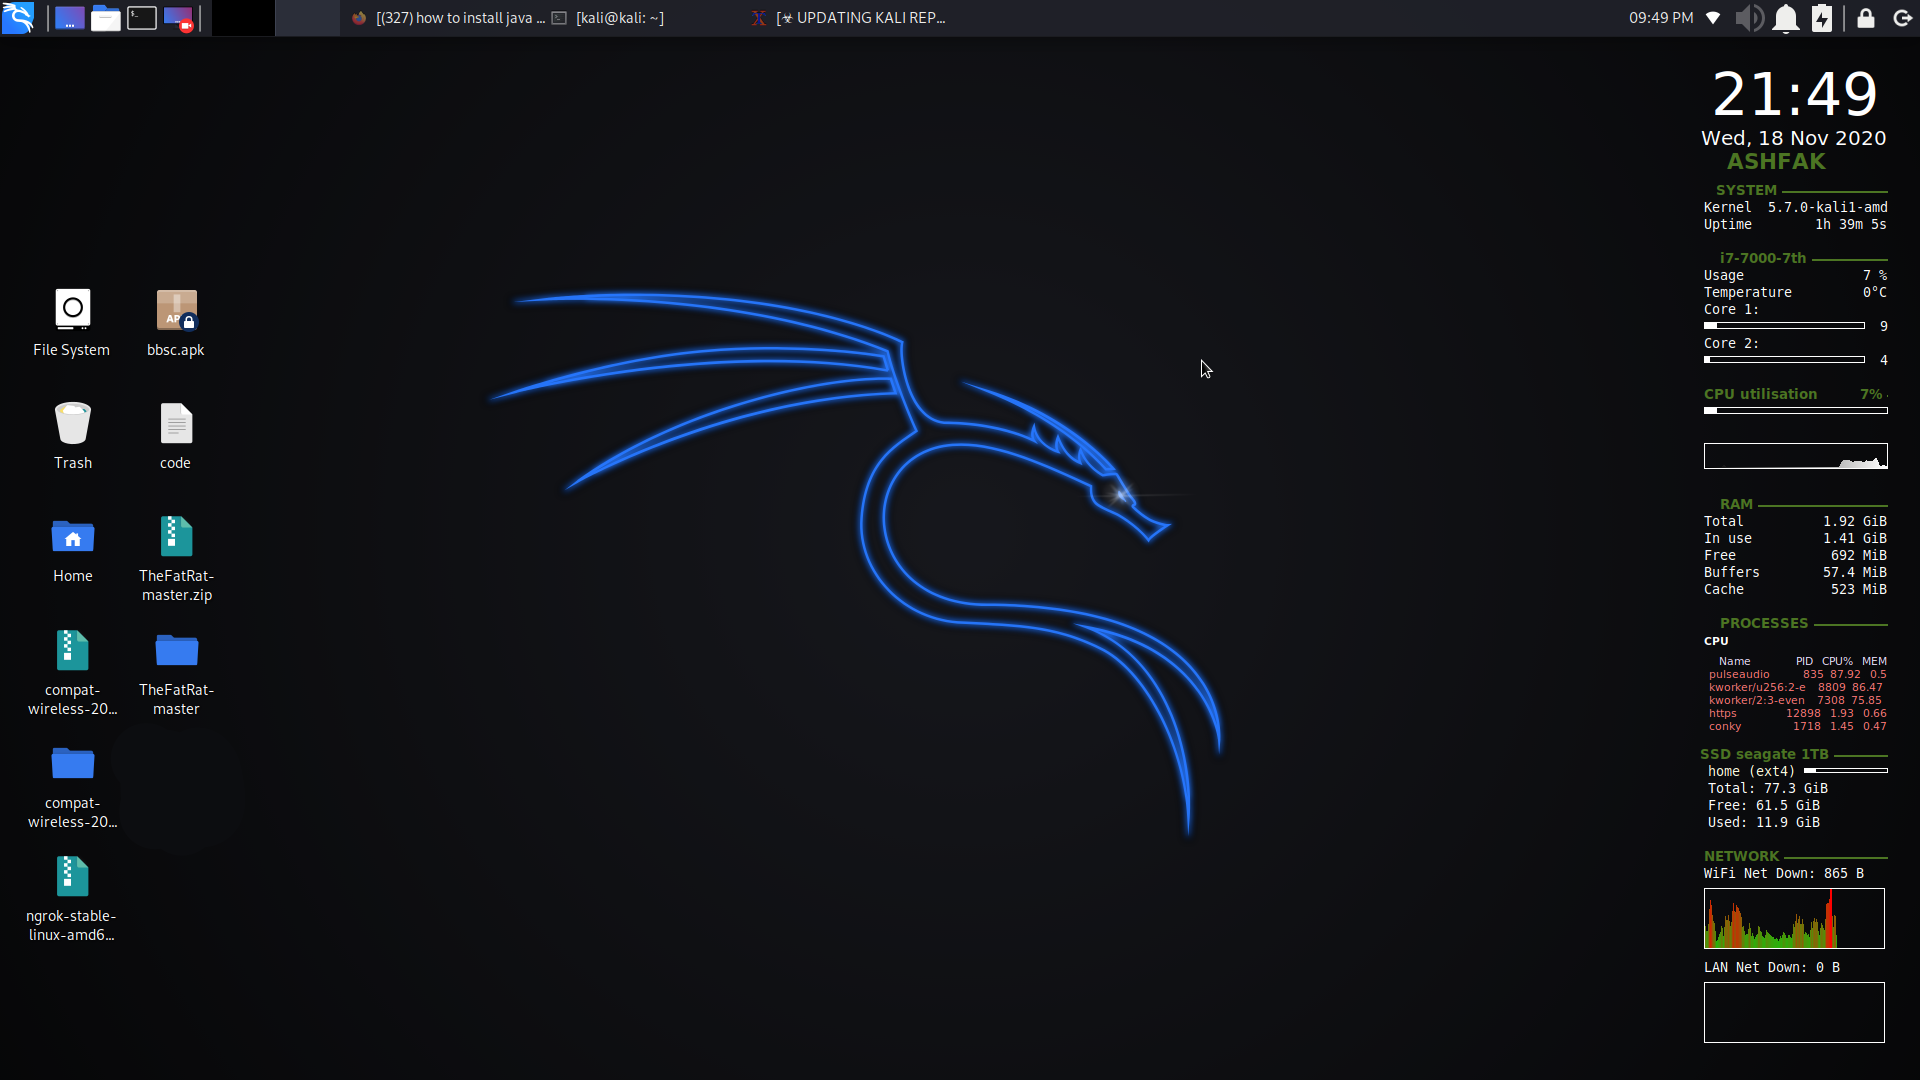 [(327) how to install java ...
[kali@kali: ~]
[☣ UPDATING KALI REP...
09:49 PM
21:49
Wed, 18 Nov 2020
ASHFAK
SYSTEM
Kernel 5.7.0-kali1-amd
Uptime 1h 39m 5s
i7-7000-7th
Usage 7 %
Temperature 0°C
Core 1:
9
Core 2:
4
CPU utilisation 7%
RAM
Total 1.92 GiB
In use 1.41 GiB
Free 692 MiB
Buffers 57.4 MiB
Cache 523 MiB
PROCESSES
CPU
Name PID CPU% MEM
pulseaudio 835 87.92 0.5
kworker/u256:2-e 8809 86.47
kworker/2:3-even 7308 75.85
https 12898 1.93 0.66
conky 1718 1.45 0.47
SSD seagate 1TB
home (ext4)
Total: 77.3 GiB
Free: 61.5 GiB
Used: 11.9 GiB
NETWORK
WiFi Net Down: 865 B
LAN Net Down: 0 B
File System
bbsc.apk
Trash
code
Home
TheFatRat-
master.zip
compat-
wireless-20...
TheFatRat-
master
compat-
wireless-20...
ngrok-stable-
linux-amd6...